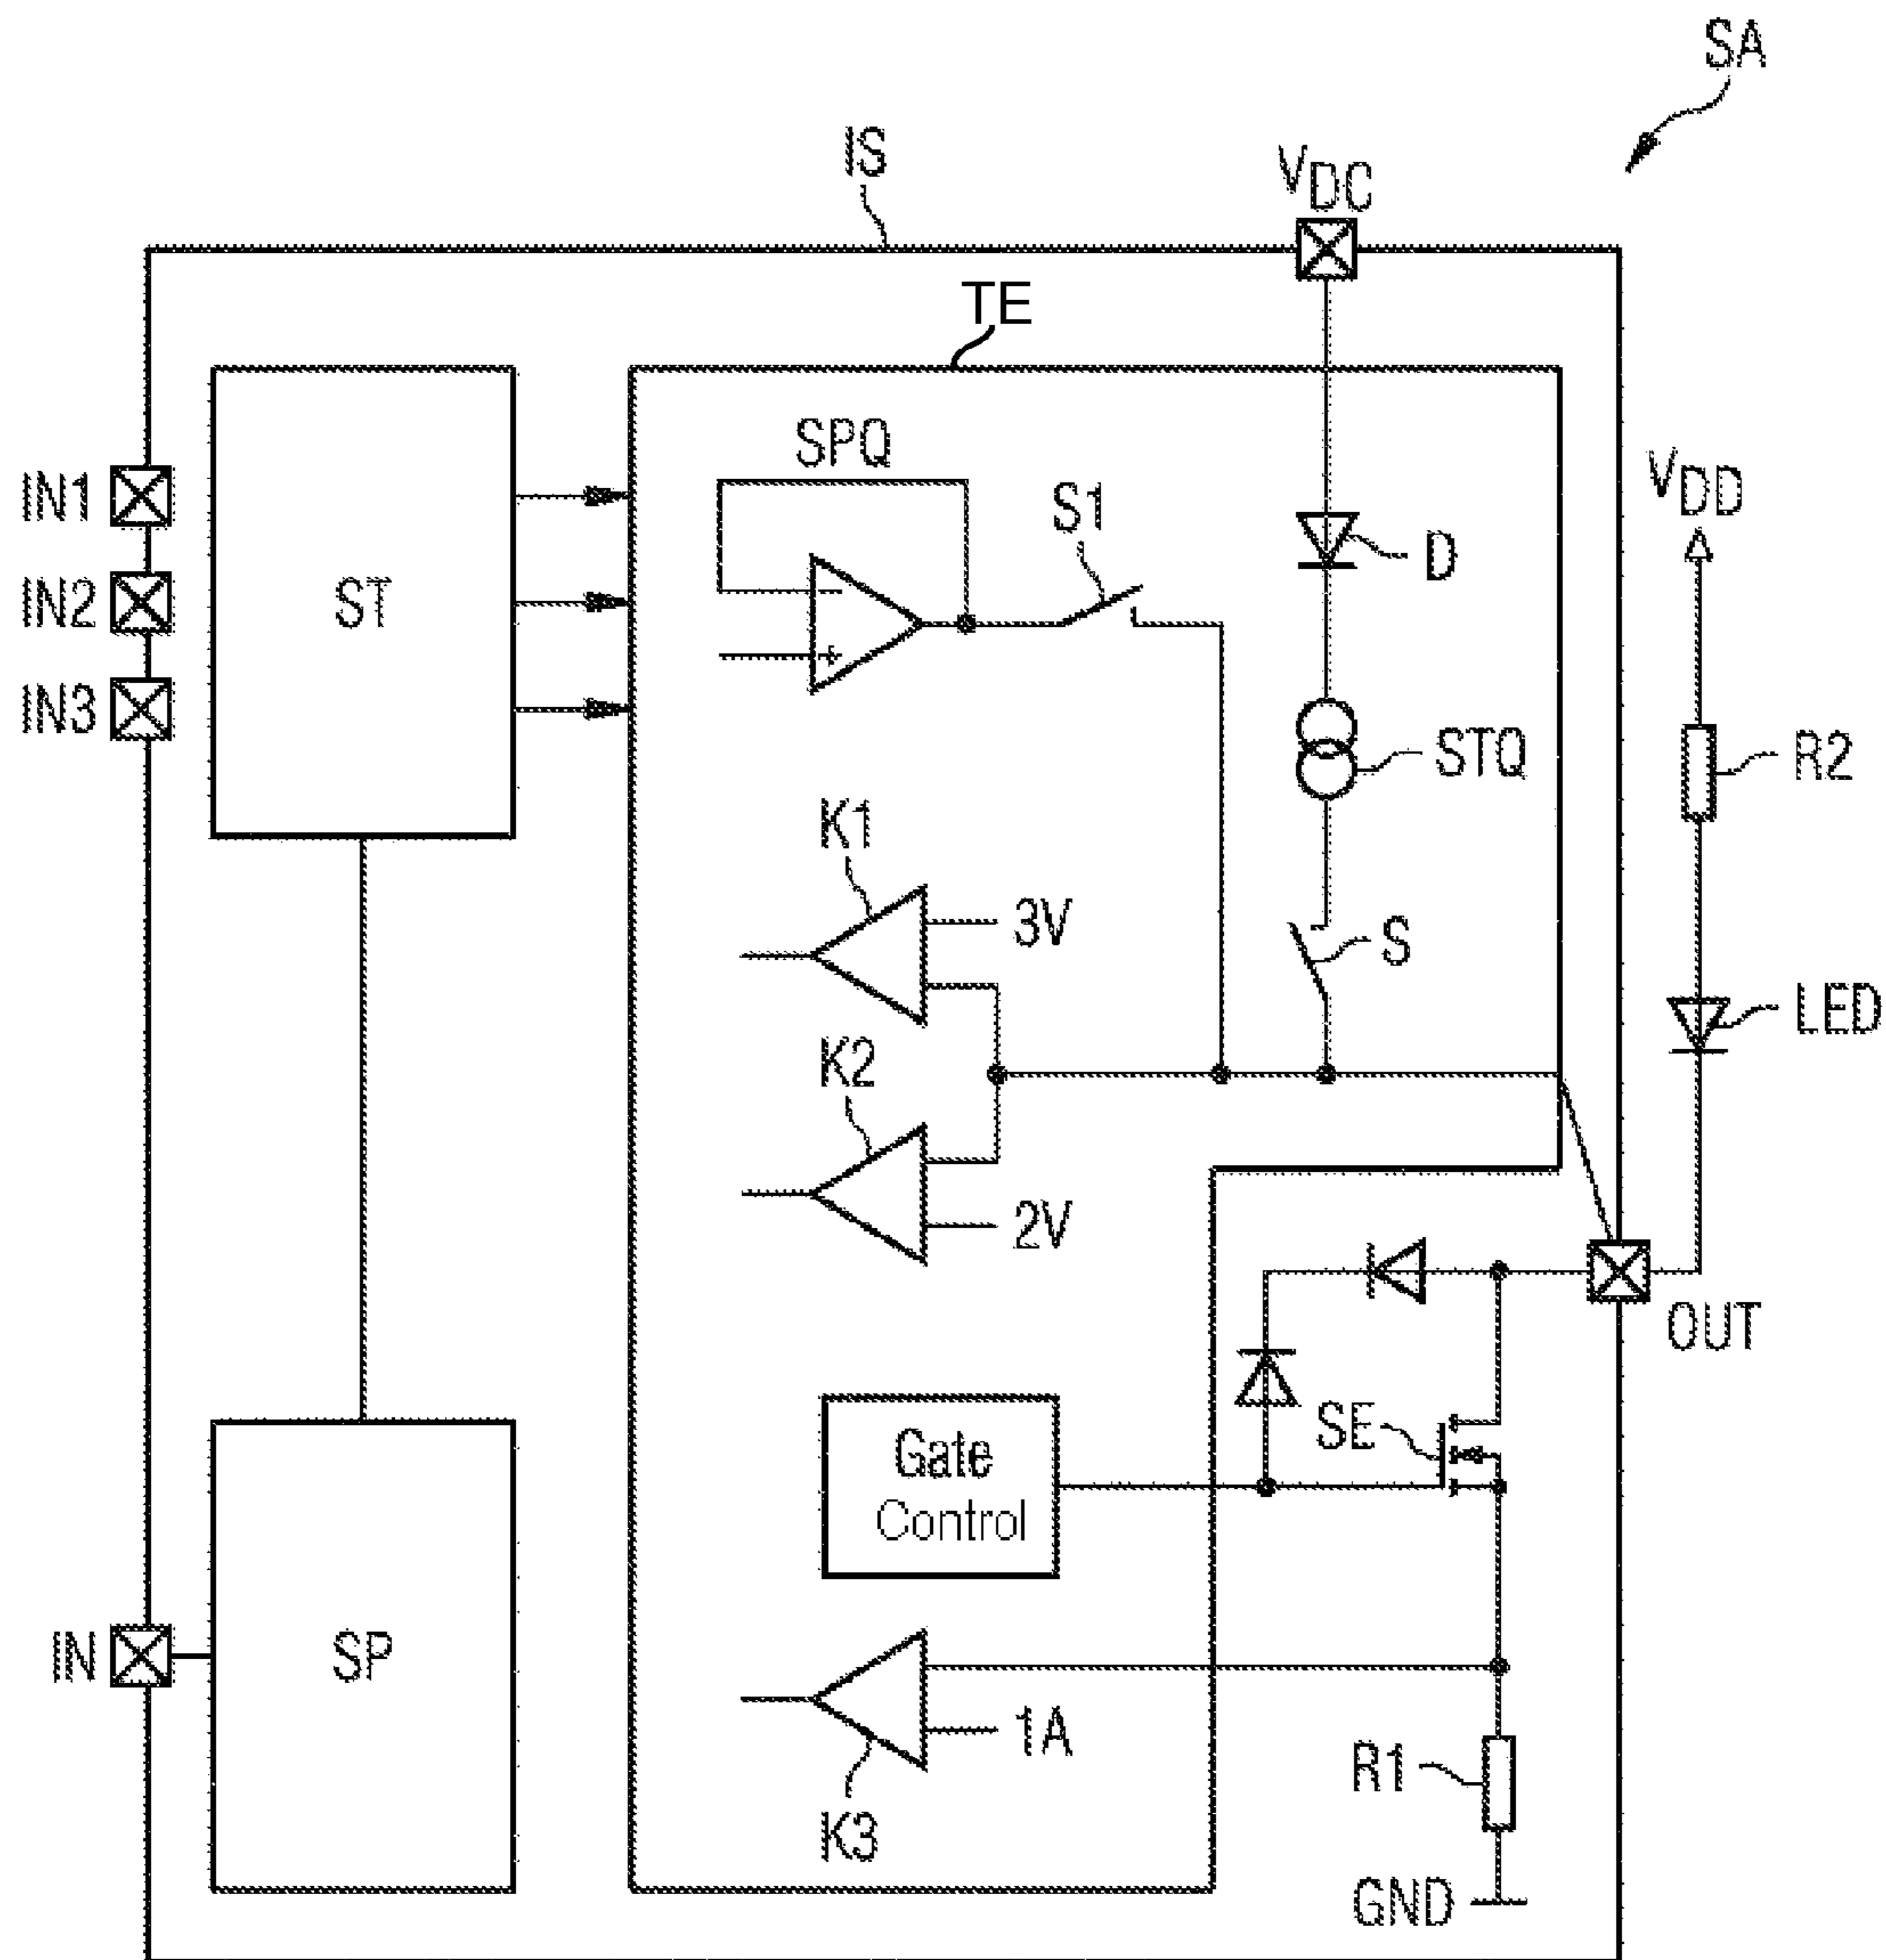 SA
IS
VDC
TE
SPQ
S1
VDD
IN1
IN2
IN3
ST
D
STQ
R2
K1
3V
S
LED
K2
2V
OUT
SE
Gate
Control
IN
SP
1A
K3
R1
GND